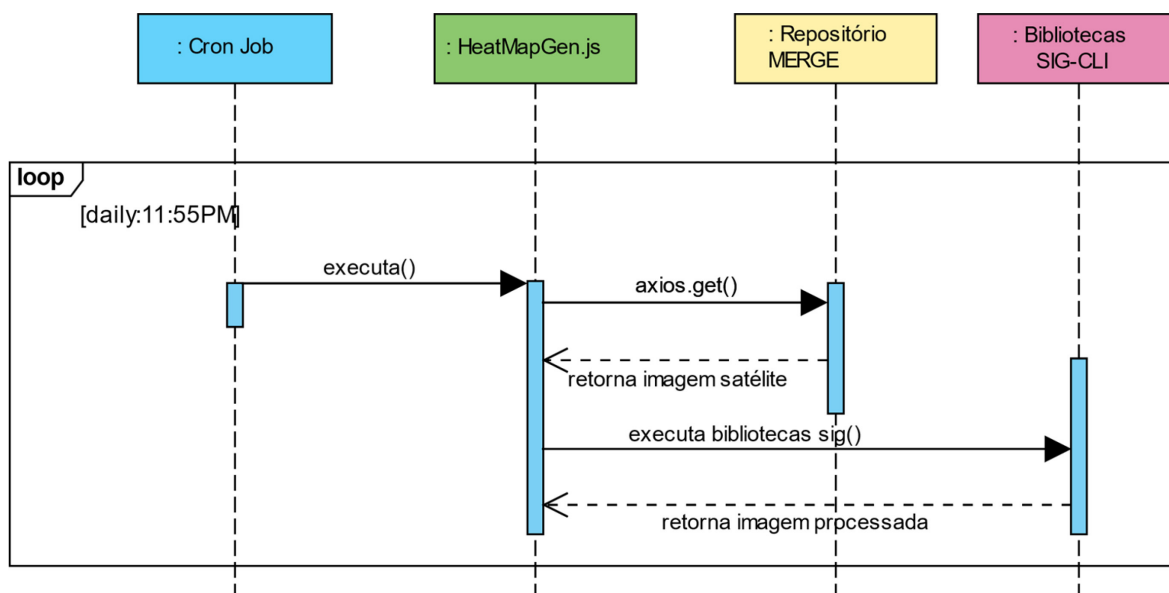 : Cron Job
: HeatMapGen.js
: Repositório
MERGE
: Bibliotecas
SIG-CLI
loop
[daily:11:55PM]
executa()
axios.get()
retorna imagem satélite
executa bibliotecas sig()
retorna imagem processada